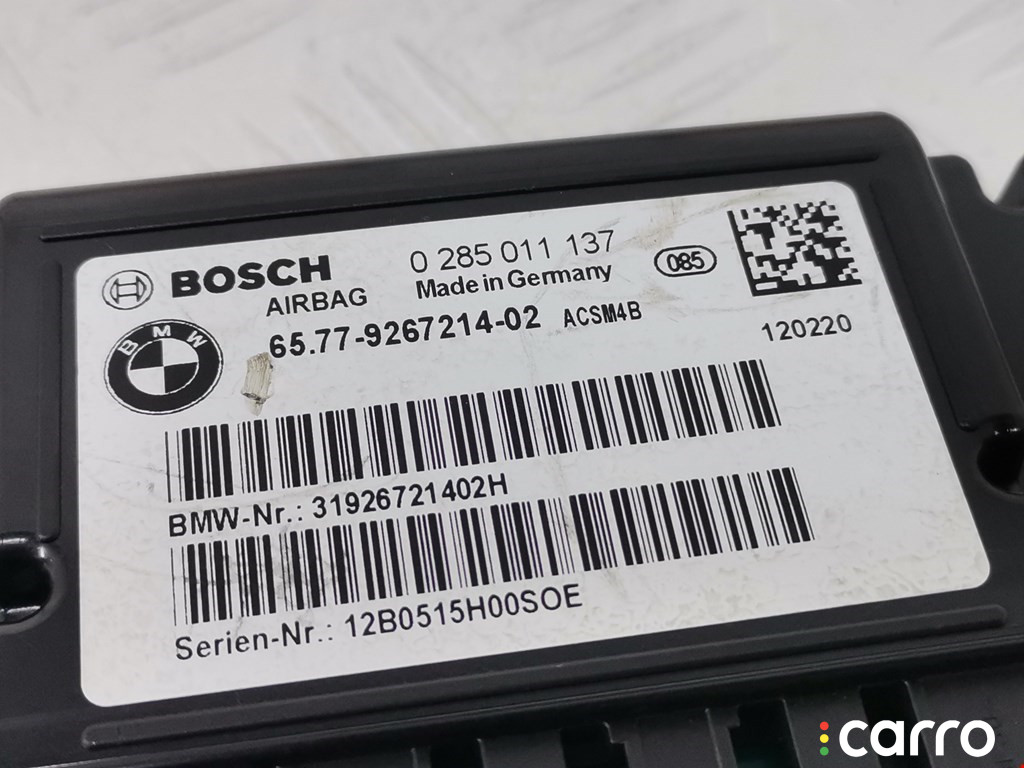 BOSCH 0 285 011 137
AIRBAG Made in Germany 085
BMW 65.77-9267214-02 ACSM4B
120220
BMW-Nr.: 31926721402H
Serien-Nr.: 12B0515H00SOE
carro